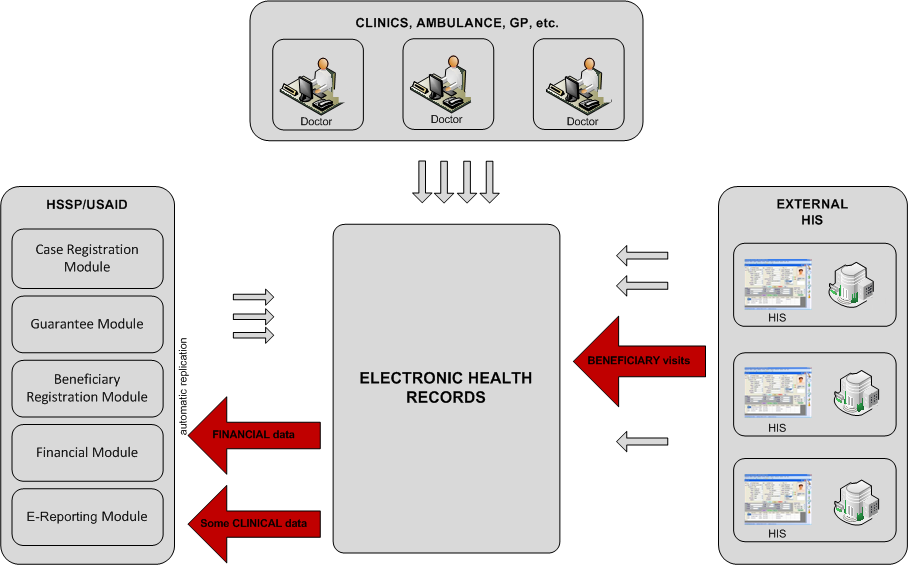 CLINICS, AMBULANCE, GP, etc.
Doctor
Doctor
Doctor
HSSP/USAID
Case Registration
Module
Guarantee Module
Beneficiary
Registration Module
Financial Module
E-Reporting Module
automatic replication
FINANCIAL data
Some CLINICAL data
ELECTRONIC HEALTH
RECORDS
BENEFICIARY visits
EXTERNAL
HIS
HIS
HIS
HIS